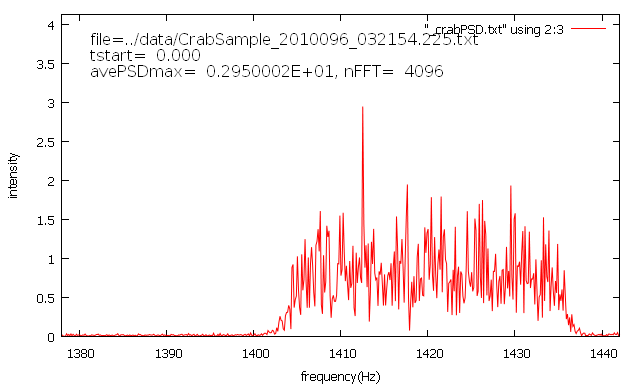 " crabPSD.txt" using 2:3
file=../data/CrabSample_2010096_032154.225.txt
tstart= 0.000
avePSDmax= 0.2950002E+01, nFFT= 4096
4
3.5
3
2.5
2
1.5
1
0.5
0
intensity
1380 1390 1400 1410 1420 1430 1440
frequency(Hz)